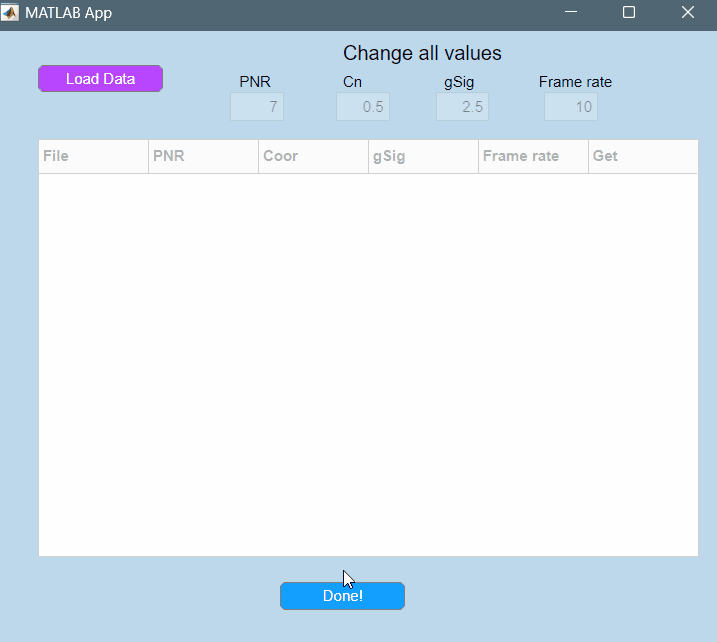 MATLAB App
Change all values
Load Data
PNR Cn gSig Frame rate
7 0.5 2.5 10
File PNR Coor gSig Frame rate Get
Done!